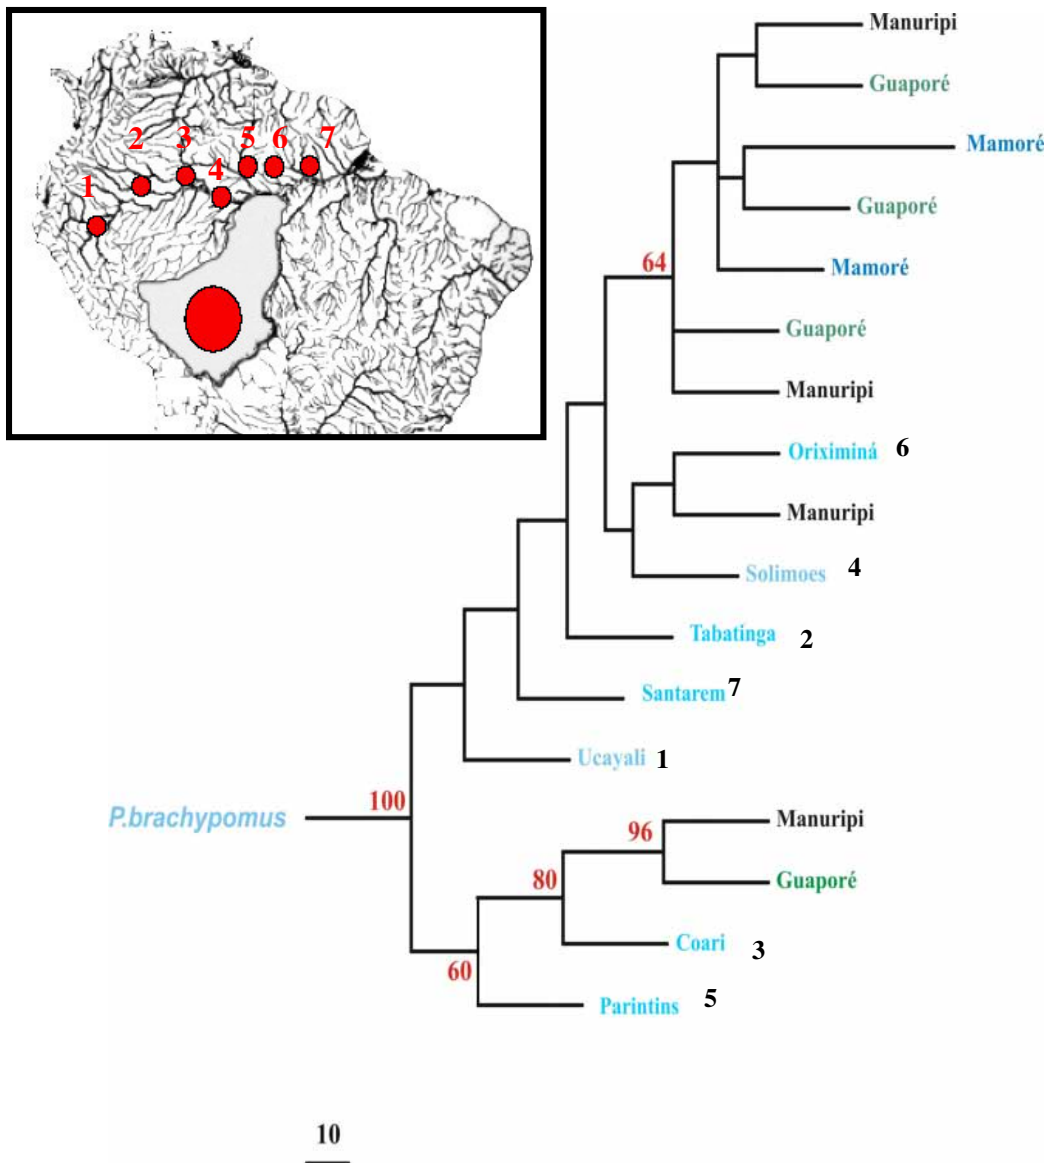 1
2
3
4
5
6
7
Manuripi
Guaporé
Mamoré
Guaporé
Mamoré
64
Guaporé
Manuripi
Oriximiná 6
Manuripi
Solimoes 4
Tabatinga 2
Santarem 7
Ucayali 1
P.brachypomus
100
Manuripi
96
Guaporé
80
Coari 3
60
Parintins 5
10